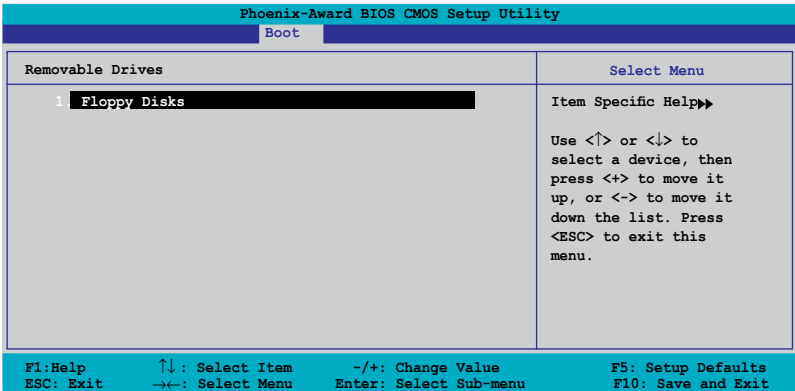 Phoenix-Award BIOS CMOS Setup Utility
Boot
Removable Drives
Select Menu
1. Floppy Disks
Item Specific Help▸▸
Use <↑> or <↓> to
select a device, then
press <+> to move it
up, or <-> to move it
down the list. Press
<ESC> to exit this
menu.
F1:Help ↑↓: Select Item -/+: Change Value F5: Setup Defaults
ESC: Exit →←: Select Menu Enter: Select Sub-menu F10: Save and Exit